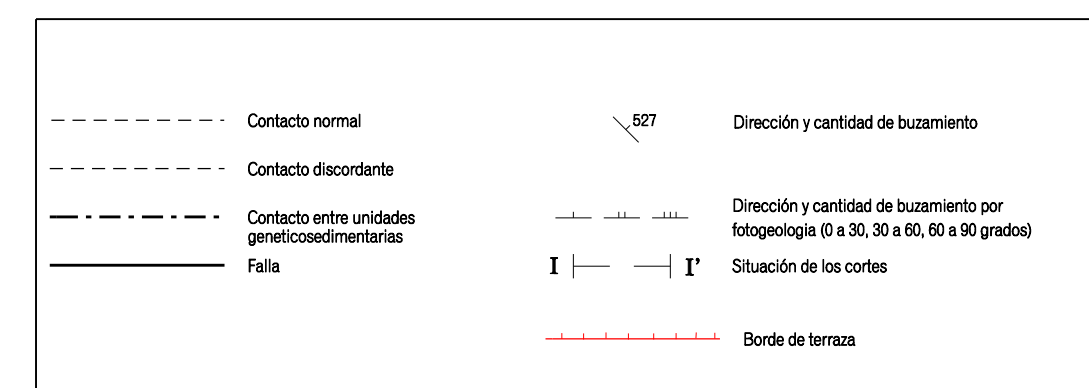 Contacto normal
Contacto discordante
Contacto entre unidades
geneticosedimentarias
Falla
527
Dirección y cantidad de buzamiento
Dirección y cantidad de buzamiento por
fotogeologia (0 a 30, 30 a 60, 60 a 90 grados)
I I' Situación de los cortes
Borde de terraza